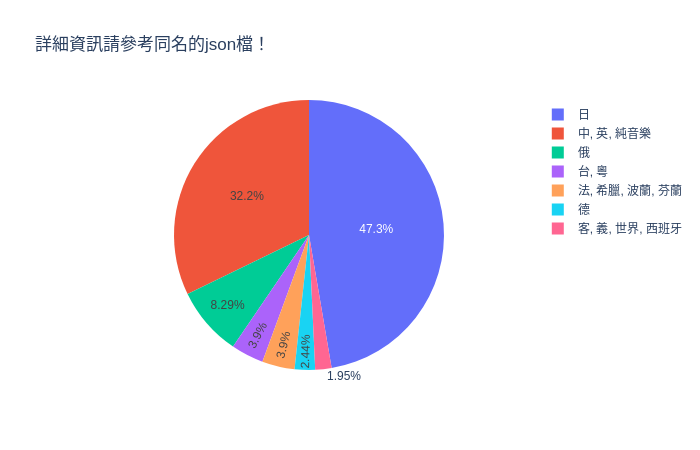 詳細資訊請參考同名的json檔！
47.3%
32.2%
8.29%
3.9%
3.9%
2.44%
1.95%
日
中, 英, 純音樂
俄
台, 粵
法, 希臘, 波蘭, 芬蘭
德
客, 義, 世界, 西班牙